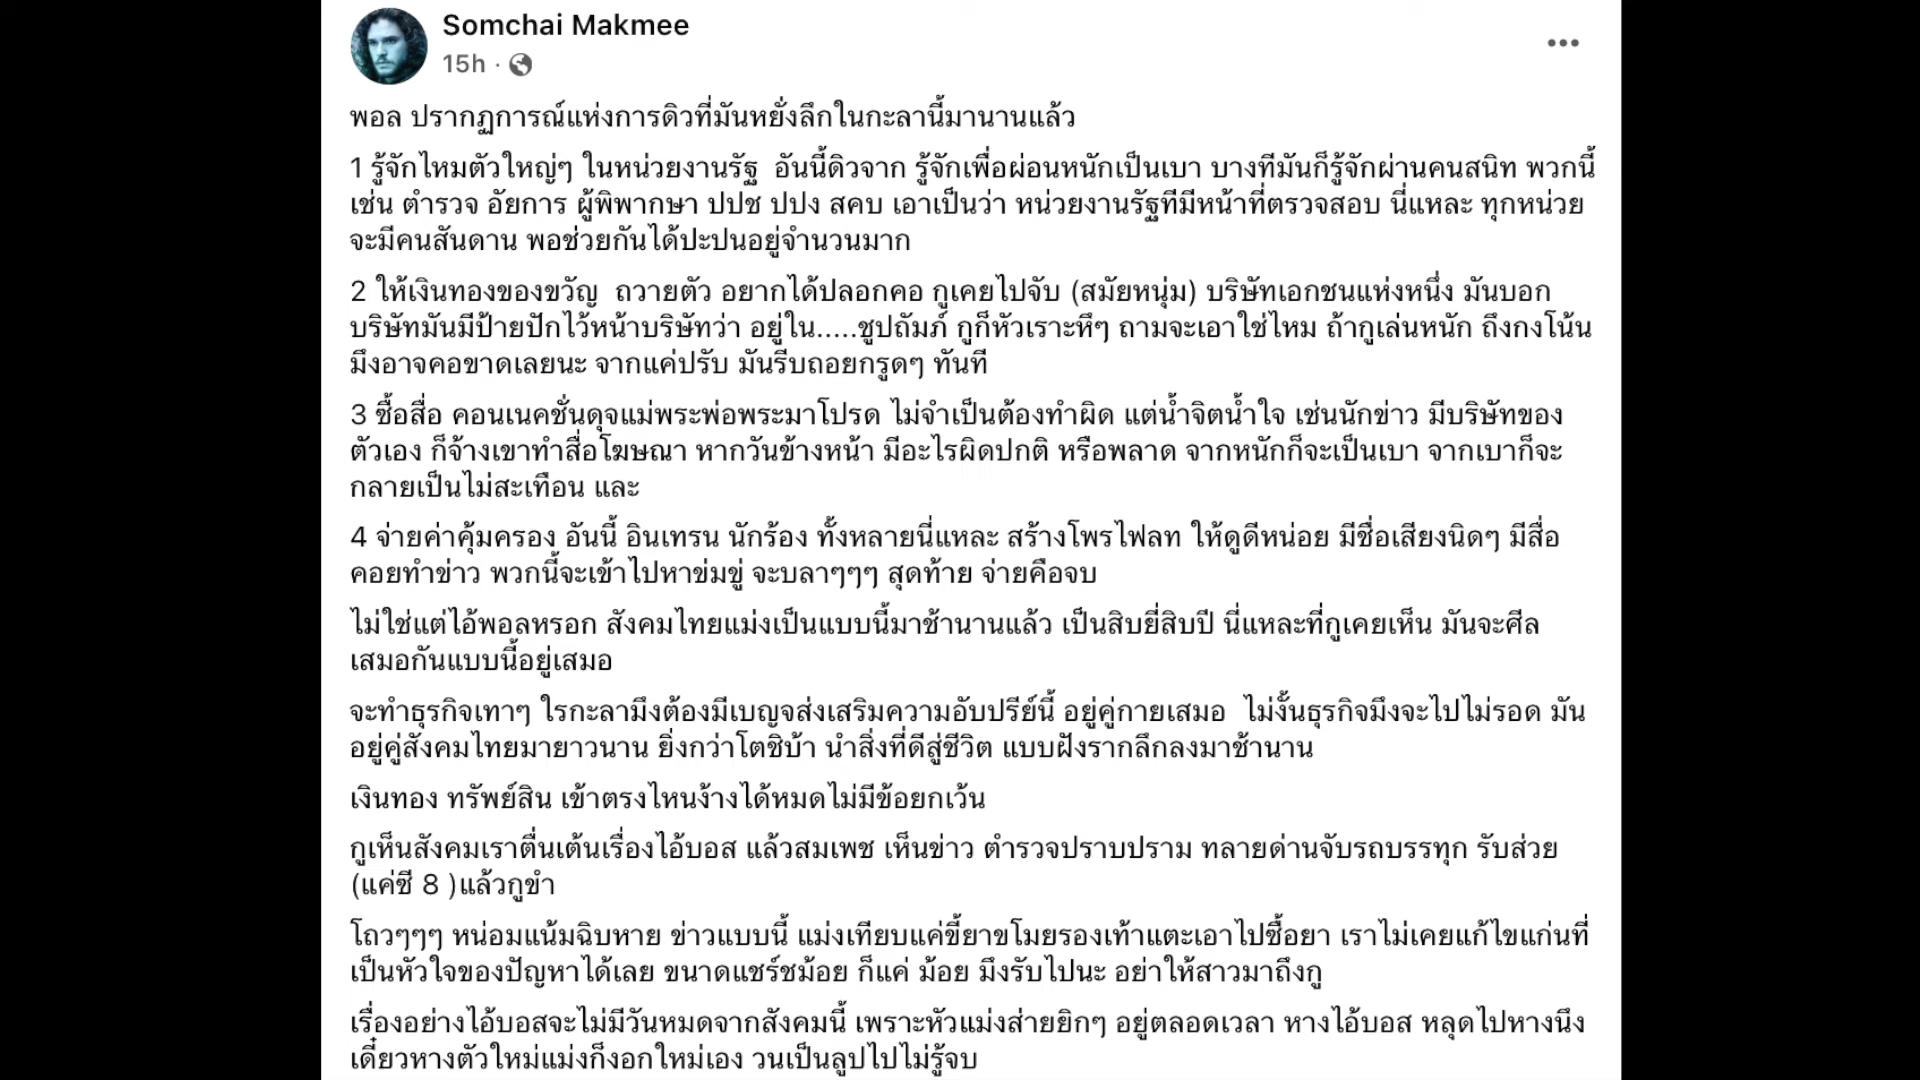 Somchai Makmee
15h ·
พอล ปรากฏการณ์แห่งการดิวที่มันหยั่งลึกในกะลานี้มานานแล้ว
1 รู้จักไหมตัวใหญ่ๆ ในหน่วยงานรัฐ  อันนี้ดิวจาก รู้จักเพื่อผ่อนหนักเป็นเบา บางทีมันก็รู้จักผ่านคนสนิท พวกนี้
เช่น ตำรวจ อัยการ ผู้พิพากษา ปปช ปปง สคบ เอาเป็นว่า หน่วยงานรัฐทีมีหน้าที่ตรวจสอบ นี่แหละ ทุกหน่วย
จะมีคนสันดาน พอช่วยกันได้ปะปนอยู่จำนวนมาก
2 ให้เงินทองของขวัญ  ถวายตัว อยากได้ปลอกคอ กูเคยไปจับ (สมัยหนุ่ม) บริษัทเอกชนแห่งหนึ่ง มันบอก
บริษัทมันมีป้ายปักไว้หน้าบริษัทว่า อยู่ใน.....ชูปถัมภ์ กูก็หัวเราะหึๆ ถามจะเอาใช่ไหม ถ้ากูเล่นหนัก ถึงกงโน้น
มึงอาจคอขาดเลยนะ จากแค่ปรับ มันรีบถอยกรูดๆ ทันที
3 ซื้อสื่อ คอนเนคชั่นดุจแม่พระพ่อพระมาโปรด ไม่จำเป็นต้องทำผิด แต่น้ำจิตน้ำใจ เช่นนักข่าว มีบริษัทของ
ตัวเอง ก็จ้างเขาทำสื่อโฆษณา หากวันข้างหน้า มีอะไรผิดปกติ หรือพลาด จากหนักก็จะเป็นเบา จากเบาก็จะ
กลายเป็นไม่สะเทือน และ
4 จ่ายค่าคุ้มครอง อันนี้ อินเทรน นักร้อง ทั้งหลายนี่แหละ สร้างโพรไฟลท ให้ดูดีหน่อย มีชื่อเสียงนิดๆ มีสื่อ
คอยทำข่าว พวกนี้จะเข้าไปหาข่มขู่ จะบลาๆๆๆ สุดท้าย จ่ายคือจบ
ไม่ใช่แต่ไอ้พอลหรอก สังคมไทยแม่งเป็นแบบนี้มาช้านานแล้ว เป็นสิบยี่สิบปี นี่แหละที่กูเคยเห็น มันจะศีล
เสมอกันแบบนี้อยู่เสมอ
จะทำธุรกิจเทาๆ ใรกะลามึงต้องมีเบญจส่งเสริมความอับปรีย์นี้ อยู่คู่กายเสมอ  ไม่งั้นธุรกิจมึงจะไปไม่รอด มัน
อยู่คู่สังคมไทยมายาวนาน ยิ่งกว่าโตชิบ้า นำสิ่งที่ดีสู่ชีวิต แบบฝังรากลึกลงมาช้านาน
เงินทอง ทรัพย์สิน เข้าตรงไหนง้างได้หมดไม่มีข้อยกเว้น
กูเห็นสังคมเราตื่นเต้นเรื่องไอ้บอส แล้วสมเพช เห็นข่าว ตำรวจปราบปราม ทลายด่านจับรถบรรทุก รับส่วย
(แค่ซี 8 )แล้วกูขำ
โถวๆๆๆ หน่อมแน้มฉิบหาย ข่าวแบบนี้ แม่งเทียบแค่ขี้ยาขโมยรองเท้าแตะเอาไปซื้อยา เราไม่เคยแก้ไขแก่นที่
เป็นหัวใจของปัญหาได้เลย ขนาดแชร์ชม้อย ก็แค่ ม้อย มึงรับไปนะ อย่าให้สาวมาถึงกู
เรื่องอย่างไอ้บอสจะไม่มีวันหมดจากสังคมนี้ เพราะหัวแม่งส่ายยิกๆ อยู่ตลอดเวลา หางไอ้บอส หลุดไปหางนึง
เดี๋ยวหางตัวใหม่แม่งก็งอกใหม่เอง วนเป็นลูปไปไม่รู้จบ